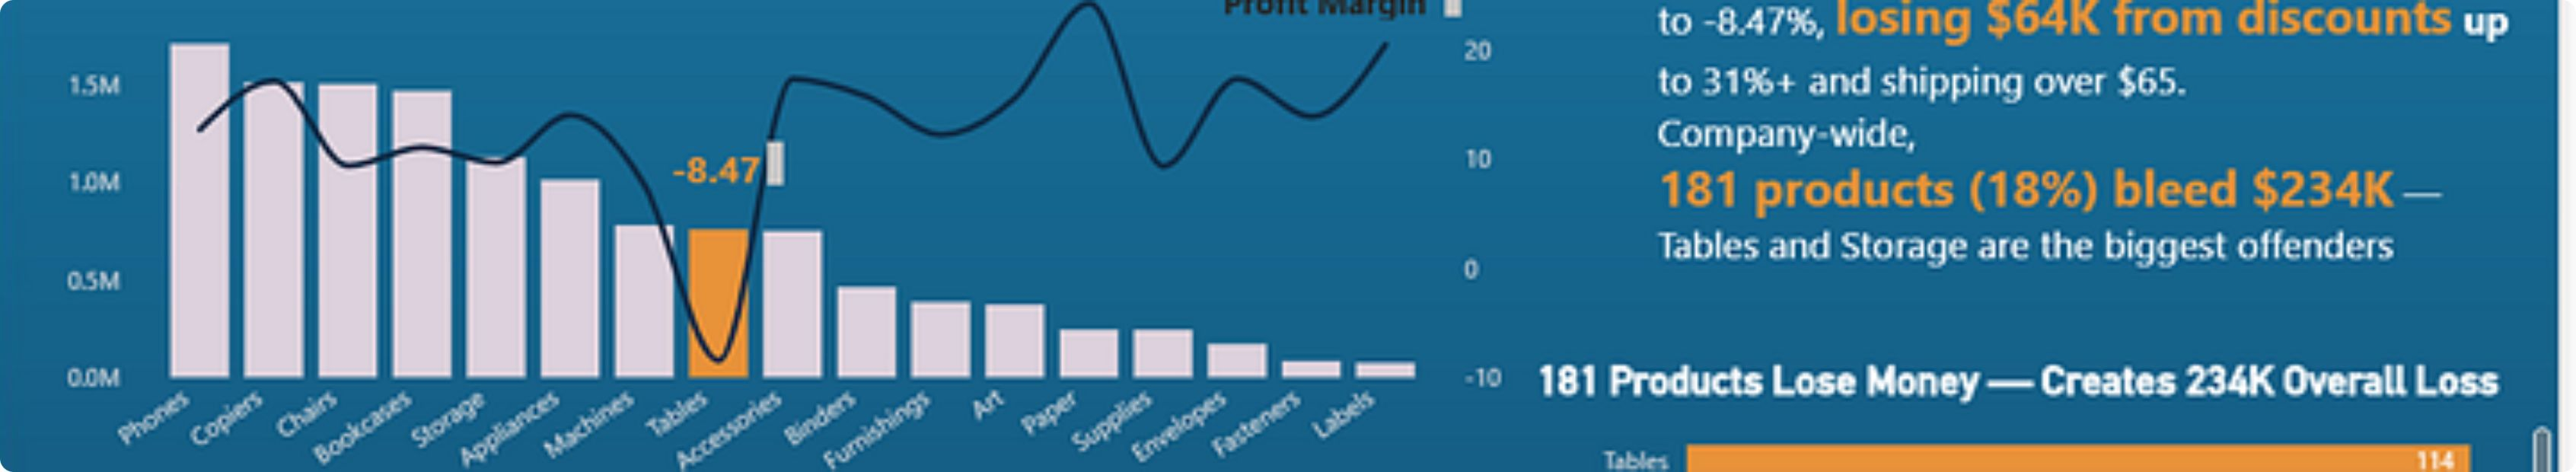 Profit Margin
1.5M
1.0M
0.5M
0.0M
20
10
0
-10
-8.47
Phones
Copiers
Chairs
Bookcases
Storage
Appliances
Machines
Tables
Accessories
Binders
Furnishings
Art
Paper
Supplies
Envelopes
Fasteners
Labels
to -8.47%, losing $64K from discounts up
to 31%+ and shipping over $65.
Company-wide,
181 products (18%) bleed $234K —
Tables and Storage are the biggest offenders
181 Products Lose Money — Creates 234K Overall Loss
Tables 114